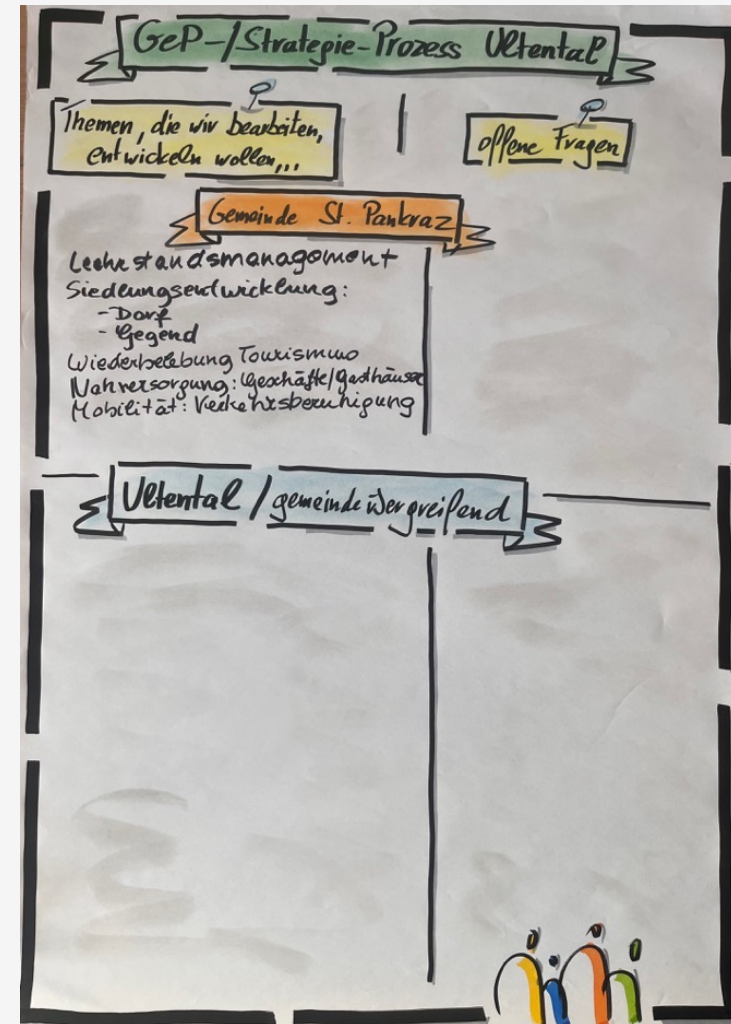 GeP-/Strategie-Prozess Ultental
Themen, die wir bearbeiten,
entwickeln wollen,,,
offene Fragen
Gemeinde St. Pankraz
Leehrstandsmanagement
Siedlungsentwicklung:
- Dorf
- Gegend
Wiederbelebung Tourismus
Nahversorgung: Geschäfte/Gasthäuser
Mobilität: Verkehrsberuhigung
Ultental / gemeindeübergreifend